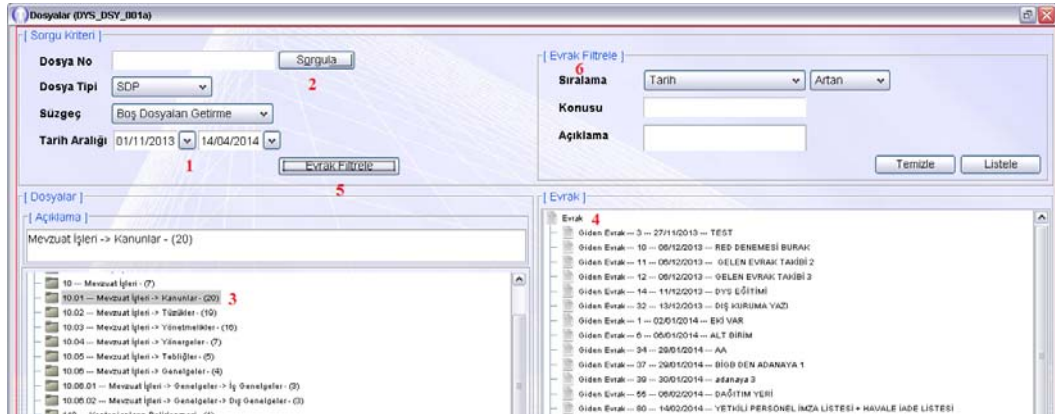 Dosyalar (DYS_DSY_001a)
[ Sorgu Kriteri ]
Dosya No
Sorgula
2
Dosya Tipi SDP
Süzgeç Boş Dosyaları Getirme
Tarih Aralığı 01/11/2013 14/04/2014
1
Evrak Filtrele
5
[ Evrak Filtrele ]
6
Sıralama Tarih Artan
Konusu
Açıklama
Temizle Listele
[ Dosyalar ]
[ Açıklama ]
Mevzuat İşleri -> Kanunlar - (20)
10 --- Mevzuat İşleri - (7)
10.01 --- Mevzuat İşleri -> Kanunlar - (20) 3
10.02 --- Mevzuat İşleri -> Tüzükler - (19)
10.03 --- Mevzuat İşleri -> Yönetmelikler - (16)
10.04 --- Mevzuat İşleri -> Yönergeler - (7)
10.05 --- Mevzuat İşleri -> Tebliğler - (5)
10.06 --- Mevzuat İşleri -> Genelgeler - (4)
10.06.01 --- Mevzuat İşleri -> Genelgeler -> İç Genelgeler - (3)
10.06.02 --- Mevzuat İşleri -> Genelgeler -> Dış Genelgeler - (3)
[ Evrak ]
Evrak 4
Giden Evrak --- 3 --- 27/11/2013 --- TEST
Giden Evrak --- 10 --- 06/12/2013 --- RED DENEMESİ BURAK
Giden Evrak --- 11 --- 06/12/2013 --- GELEN EVRAK TAKİBİ 2
Giden Evrak --- 12 --- 06/12/2013 --- GELEN EVRAK TAKİBİ 3
Giden Evrak --- 14 --- 11/12/2013 --- DYS EĞİTİMİ
Giden Evrak --- 32 --- 13/12/2013 --- DIŞ KURUMA YAZI
Giden Evrak --- 1 --- 02/01/2014 --- EKİ VAR
Giden Evrak --- 6 --- 06/01/2014 --- ALT BİRİM
Giden Evrak --- 34 --- 29/01/2014 --- AA
Giden Evrak --- 37 --- 29/01/2014 --- BİGB DEN ADANAYA 1
Giden Evrak --- 39 --- 30/01/2014 --- adanaya 3
Giden Evrak --- 55 --- 06/02/2014 --- DAĞITIM YERİ
Giden Evrak --- 80 --- 14/02/2014 --- YETKİLİ PERSONEL İMZA LİSTESİ + HAVALE İADE LİSTESİ